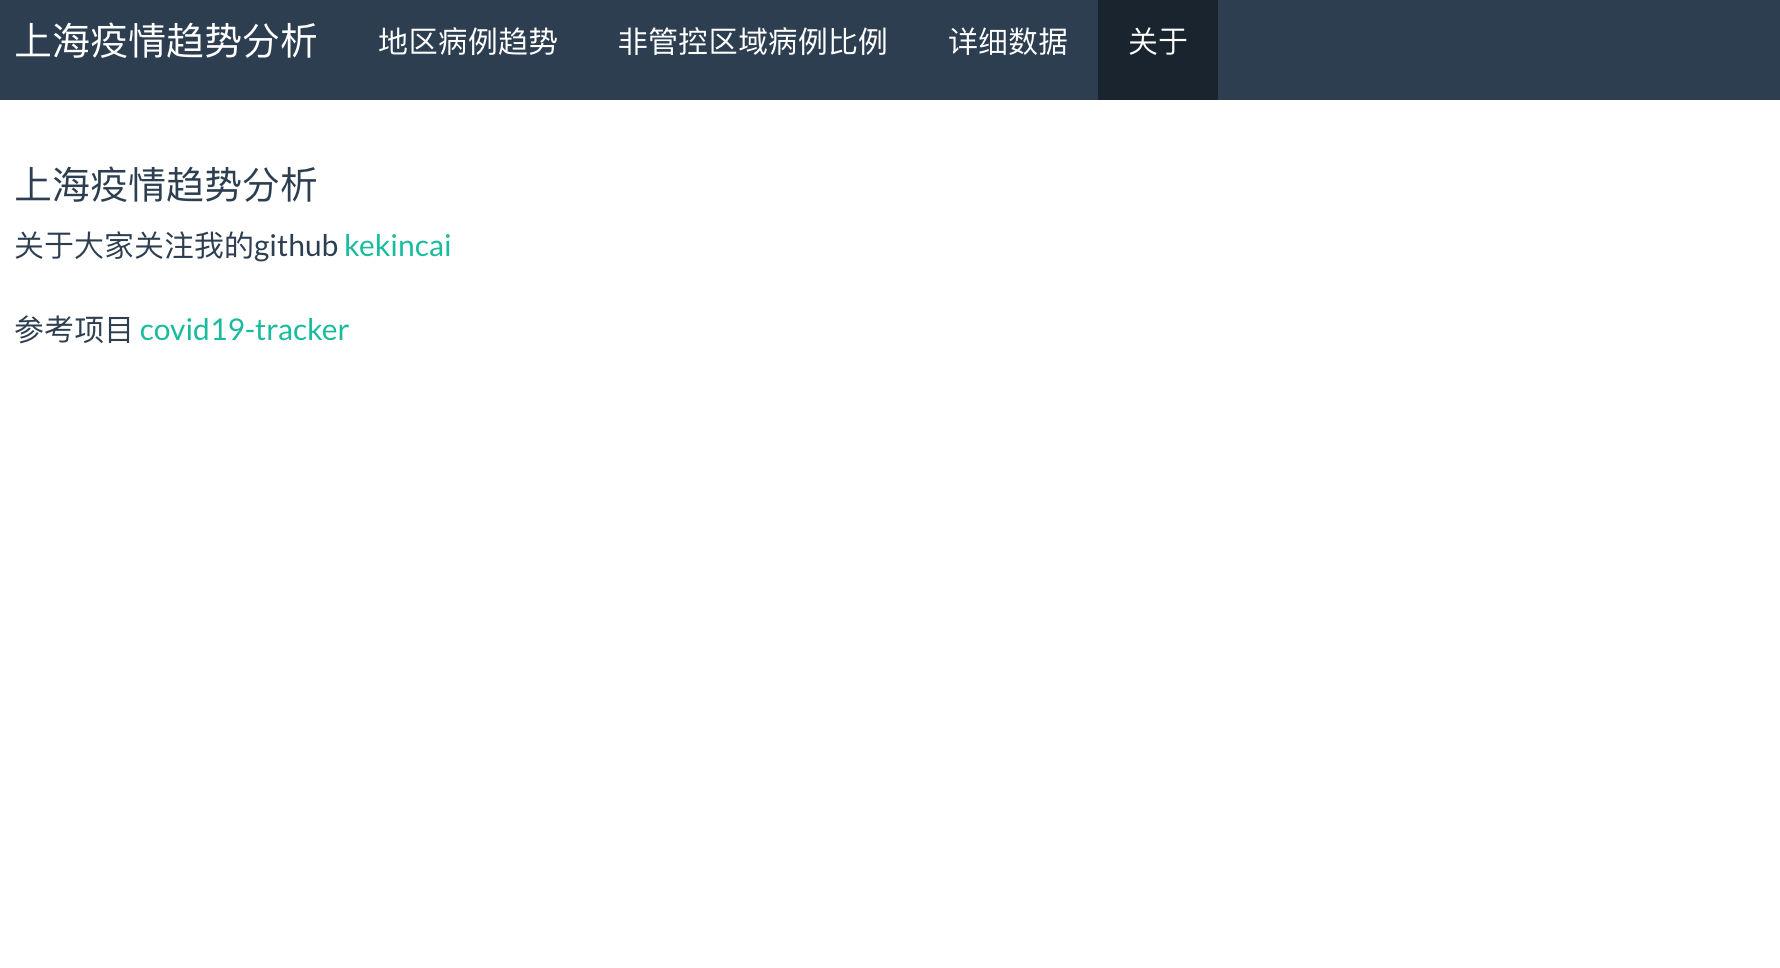 上海疫情趋势分析 地区病例趋势 非管控区域病例比例 详细数据 关于
上海疫情趋势分析
关于大家关注我的github kekincai
参考项目 covid19-tracker